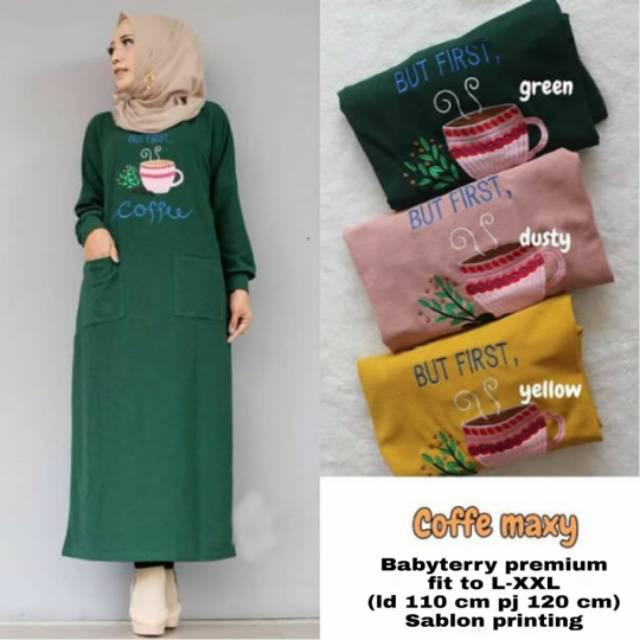 BUT FIRST,
Coffee
BUT FIRST,
green
BUT FIRST,
dusty
BUT FIRST,
yellow
Coffe maxy
Babyterry premium
fit to L-XXL
(ld 110 cm pj 120 cm)
Sablon printing